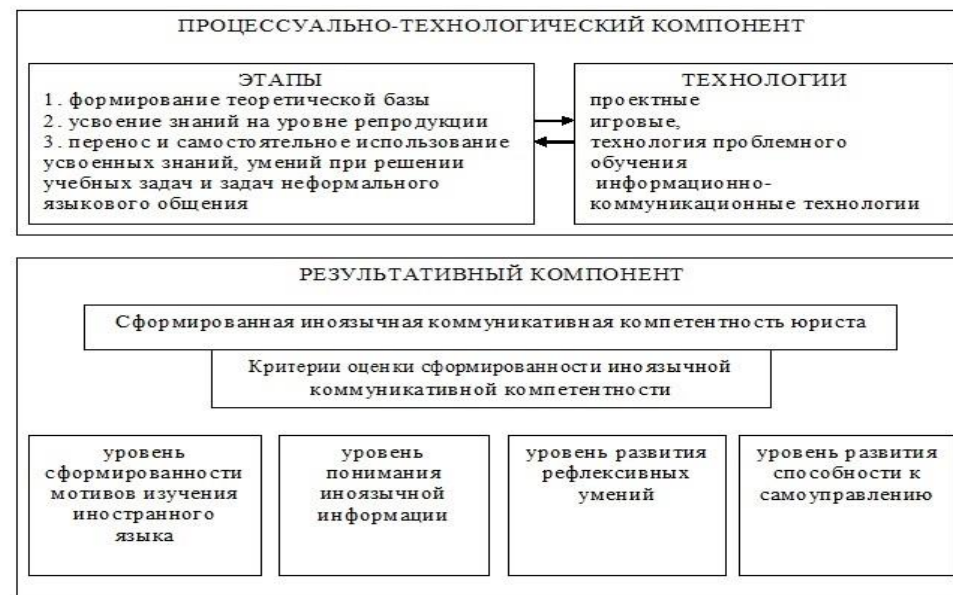 ПРОЦЕССУАЛЬНО-ТЕХНОЛОГИЧЕСКИЙ КОМПОНЕНТ
ЭТАПЫ
1. формирование теоретической базы
2. усвоение знаний на уровне репродукции
3. перенос и самостоятельное использование
усвоенных знаний, умений при решении
учебных задач и задач неформального
языкового общения
ТЕХНОЛОГИИ
проектные
игровые,
технология проблемного
обучения
информационно-
коммуникационные технологии
РЕЗУЛЬТАТИВНЫЙ КОМПОНЕНТ
Сформированная иноязычная коммуникативная компетентность юриста
Критерии оценки сформированности иноязычной
коммуникативной компетентности
уровень
сформированности
мотивов изучения
иностранного
языка
уровень
понимания
иноязычной
информации
уровень развития
рефлексивных
умений
уровень развития
способности к
самоуправлению